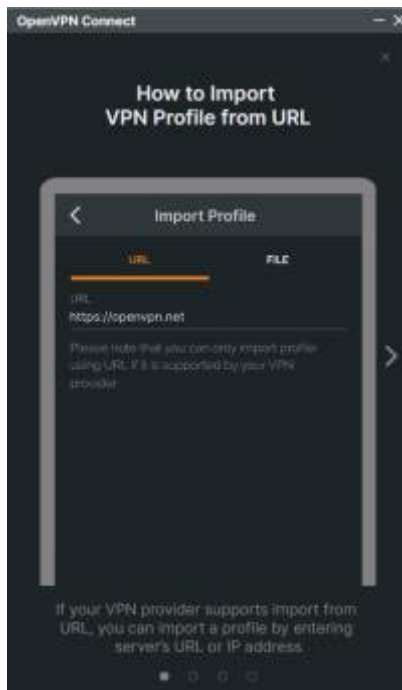 OpenVPN Connect
How to Import
VPN Profile from URL
Import Profile
URL FILE
URL
https://openvpn.net
Please note that you can only import profile
using URL if it is supported by your VPN
provider
If your VPN provider supports import from
URL, you can import a profile by entering
server's URL or IP address